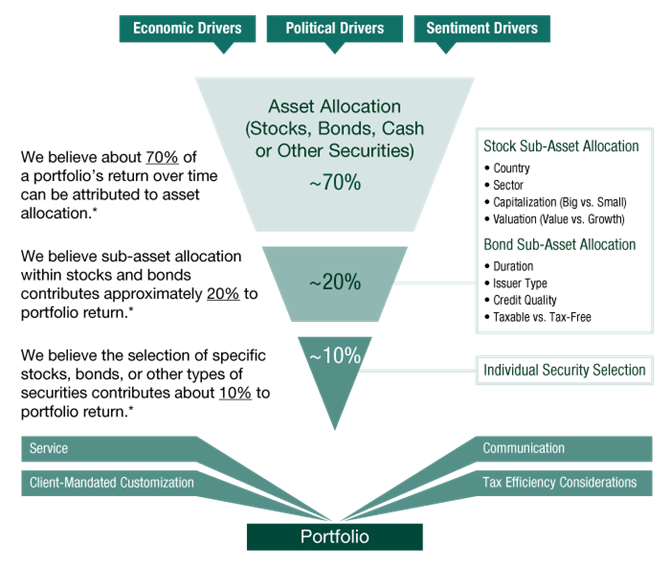 Economic Drivers
Political Drivers
Sentiment Drivers
Asset Allocation
(Stocks, Bonds, Cash
or Other Securities)
~70%
We believe about 70% of
a portfolio's return over time
can be attributed to asset
allocation.*
Stock Sub-Asset Allocation
• Country
• Sector
• Capitalization (Big vs. Small)
• Valuation (Value vs. Growth)
Bond Sub-Asset Allocation
• Duration
• Issuer Type
• Credit Quality
• Taxable vs. Tax-Free
We believe sub-asset allocation
within stocks and bonds
contributes approximately 20% to
portfolio return.*
~20%
We believe the selection of specific
stocks, bonds, or other types of
securities contributes about 10% to
portfolio return.*
~10%
Individual Security Selection
Service
Communication
Client-Mandated Customization
Tax Efficiency Considerations
Portfolio